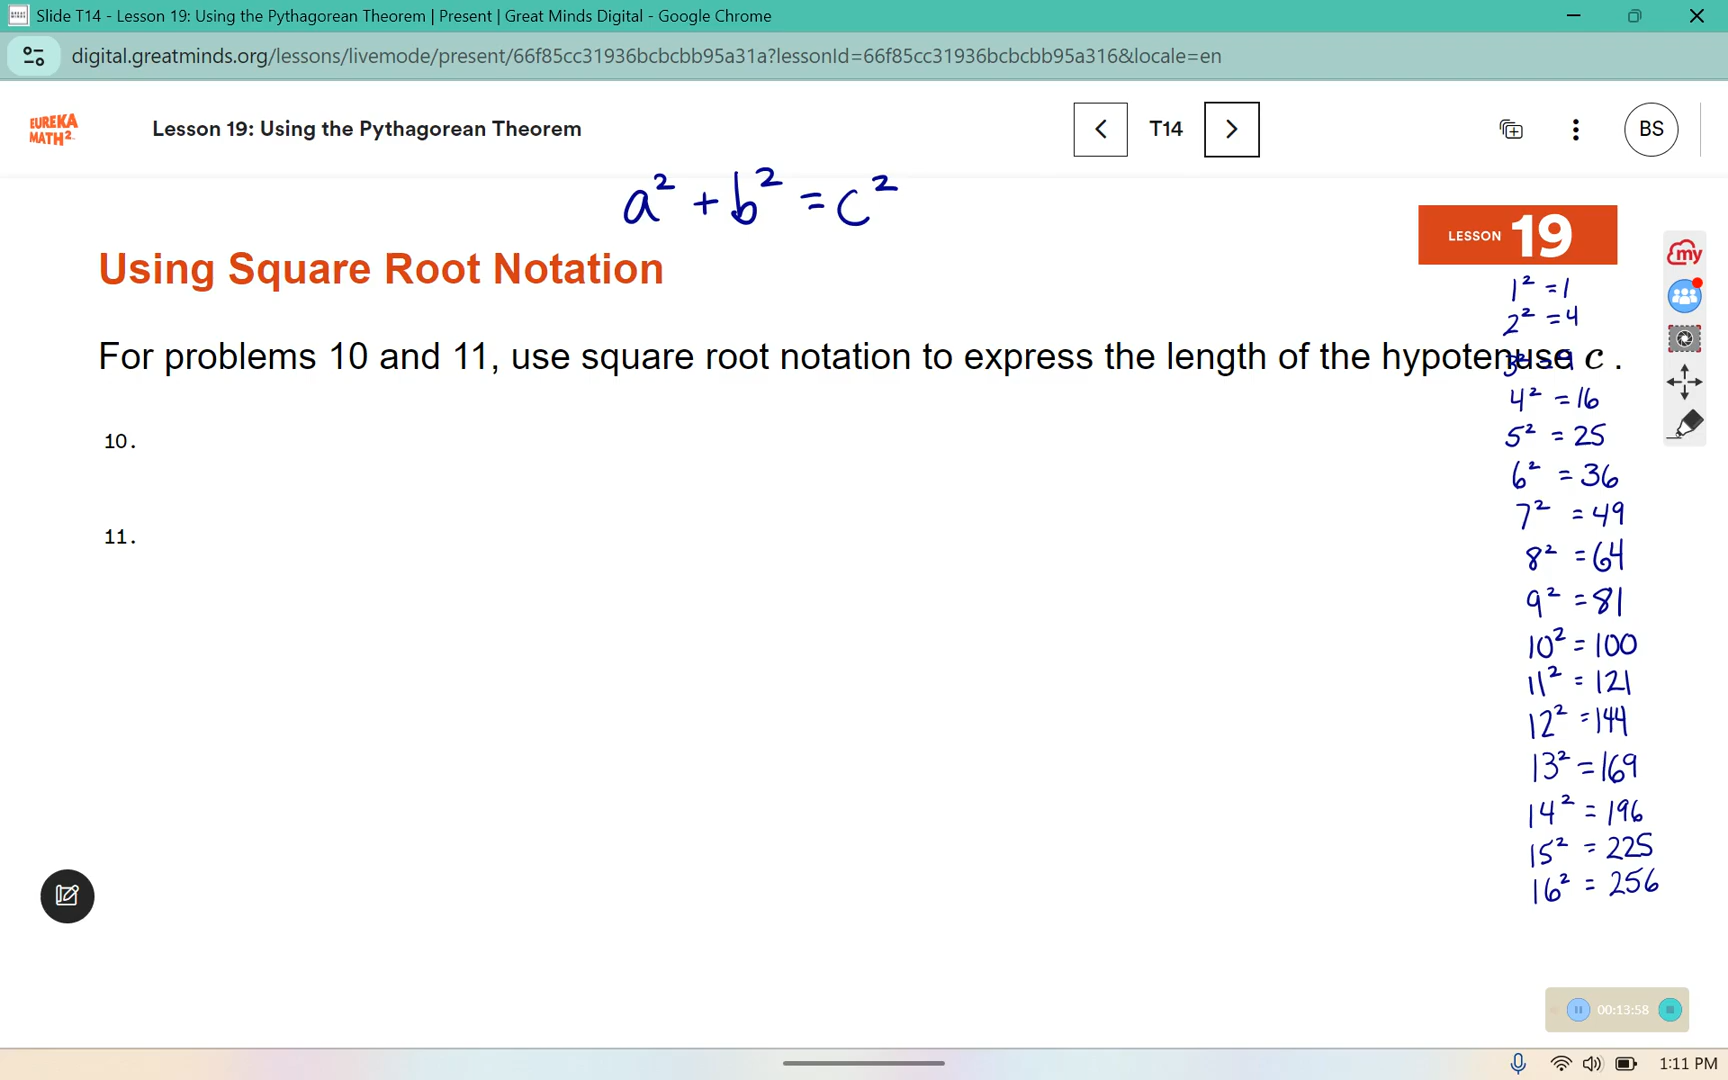 Slide T14 - Lesson 19: Using the Pythagorean Theorem | Present | Great Minds Digital - Google Chrome
digital.greatminds.org/lessons/livemode/present/66f85cc31936bcbcbb95a31a?lessonId=66f85cc31936bcbcbb95a316&locale=en
EUREKA MATH²
Lesson 19: Using the Pythagorean Theorem
T14
BS
a² + b² = c²
LESSON 19
Using Square Root Notation
my
1² = 1
2² = 4
For problems 10 and 11, use square root notation to express the length of the hypotenuse c .
3² = 9
4² = 16
10.
5² = 25
6² = 36
7² = 49
11.
8² = 64
9² = 81
10² = 100
11² = 121
12² = 144
13² = 169
14² = 196
15² = 225
16² = 256
00:13:58
1:11 PM